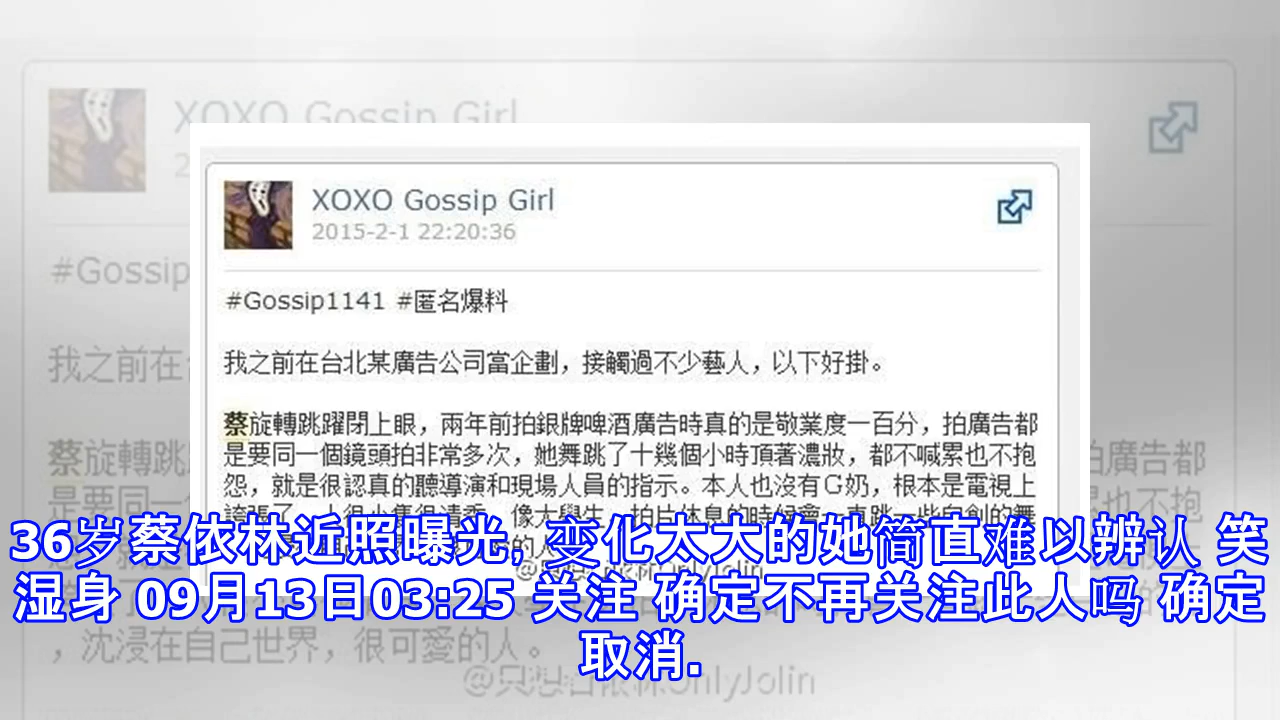 XOXO Gossip Girl
2015-2-1 22:20:36
#Gossip1141 #匿名爆料
我之前在台北某廣告公司當企劃，接觸過不少藝人，以下好掛。
蔡旋轉跳躍閉上眼，兩年前拍銀牌啤酒廣告時真的是敬業度一百分，拍廣告都
是要同一個鏡頭拍非常多次，她舞跳了十幾個小時頂著濃妝，都不喊累也不抱
怨，就是很認真的聽導演和現場人員的指示。本人也沒有G奶，根本是電視上
36岁蔡依林近照曝光, 变化太大的她简直难以辨认 笑
湿身 09月13日03:25 关注 确定不再关注此人吗 确定
取消.
，沈浸在自己世界，很可愛的人。